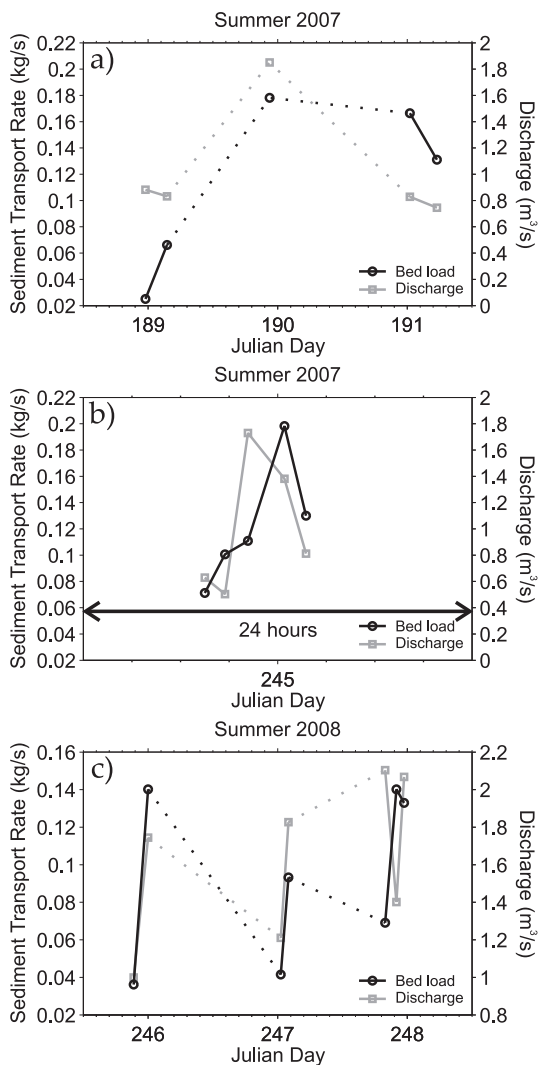 Summer 2007
a)
Sediment Transport Rate (kg/s)
0.22
0.2
0.18
0.16
0.14
0.12
0.1
0.08
0.06
0.04
0.02
2
1.8
1.6
1.4
1.2
1
0.8
0.6
0.4
0.2
0
Discharge (m³/s)
Bed load
Discharge
189 190 191
Julian Day
Summer 2007
b)
Sediment Transport Rate (kg/s)
0.22
0.2
0.18
0.16
0.14
0.12
0.1
0.08
0.06
0.04
0.02
2
1.8
1.6
1.4
1.2
1
0.8
0.6
0.4
0.2
0
Discharge (m³/s)
24 hours
Bed load
Discharge
245
Julian Day
Summer 2008
c)
Sediment Transport Rate (kg/s)
0.16
0.14
0.12
0.1
0.08
0.06
0.04
0.02
2.2
2
1.8
1.6
1.4
1.2
1
0.8
Discharge (m³/s)
Bed load
Discharge
246 247 248
Julian Day